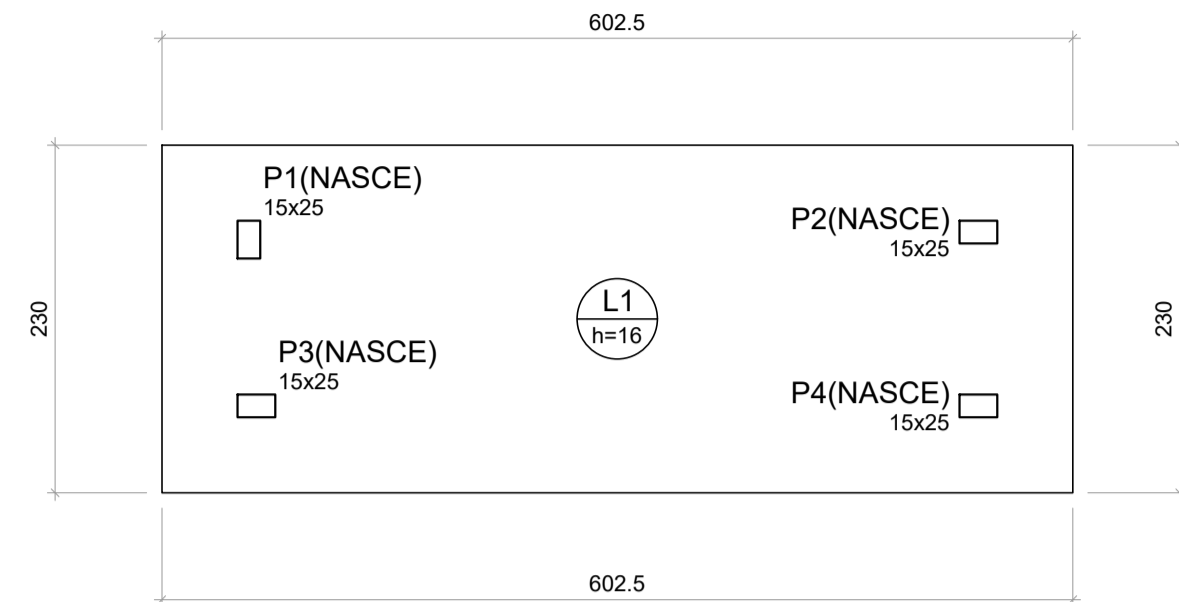 602.5
P1(NASCE)
15x25
P2(NASCE)
15x25
230
L1
h=16
230
P3(NASCE)
15x25
P4(NASCE)
15x25
602.5